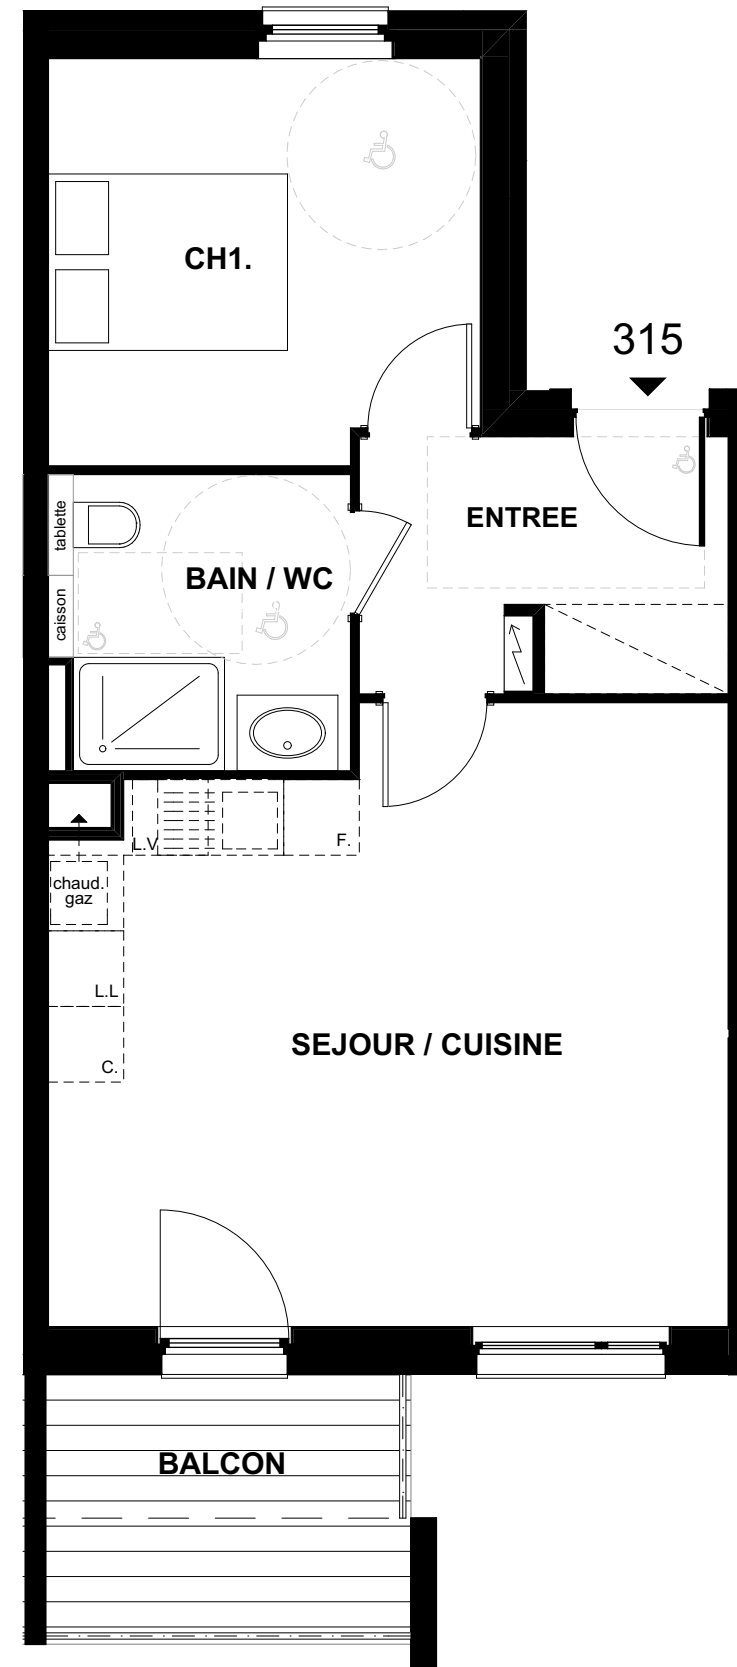 CH1.
315
ENTREE
tablette
BAIN / WC
caisson
L.V
F.
chaud.
gaz
L.L
SEJOUR / CUISINE
C.
BALCON